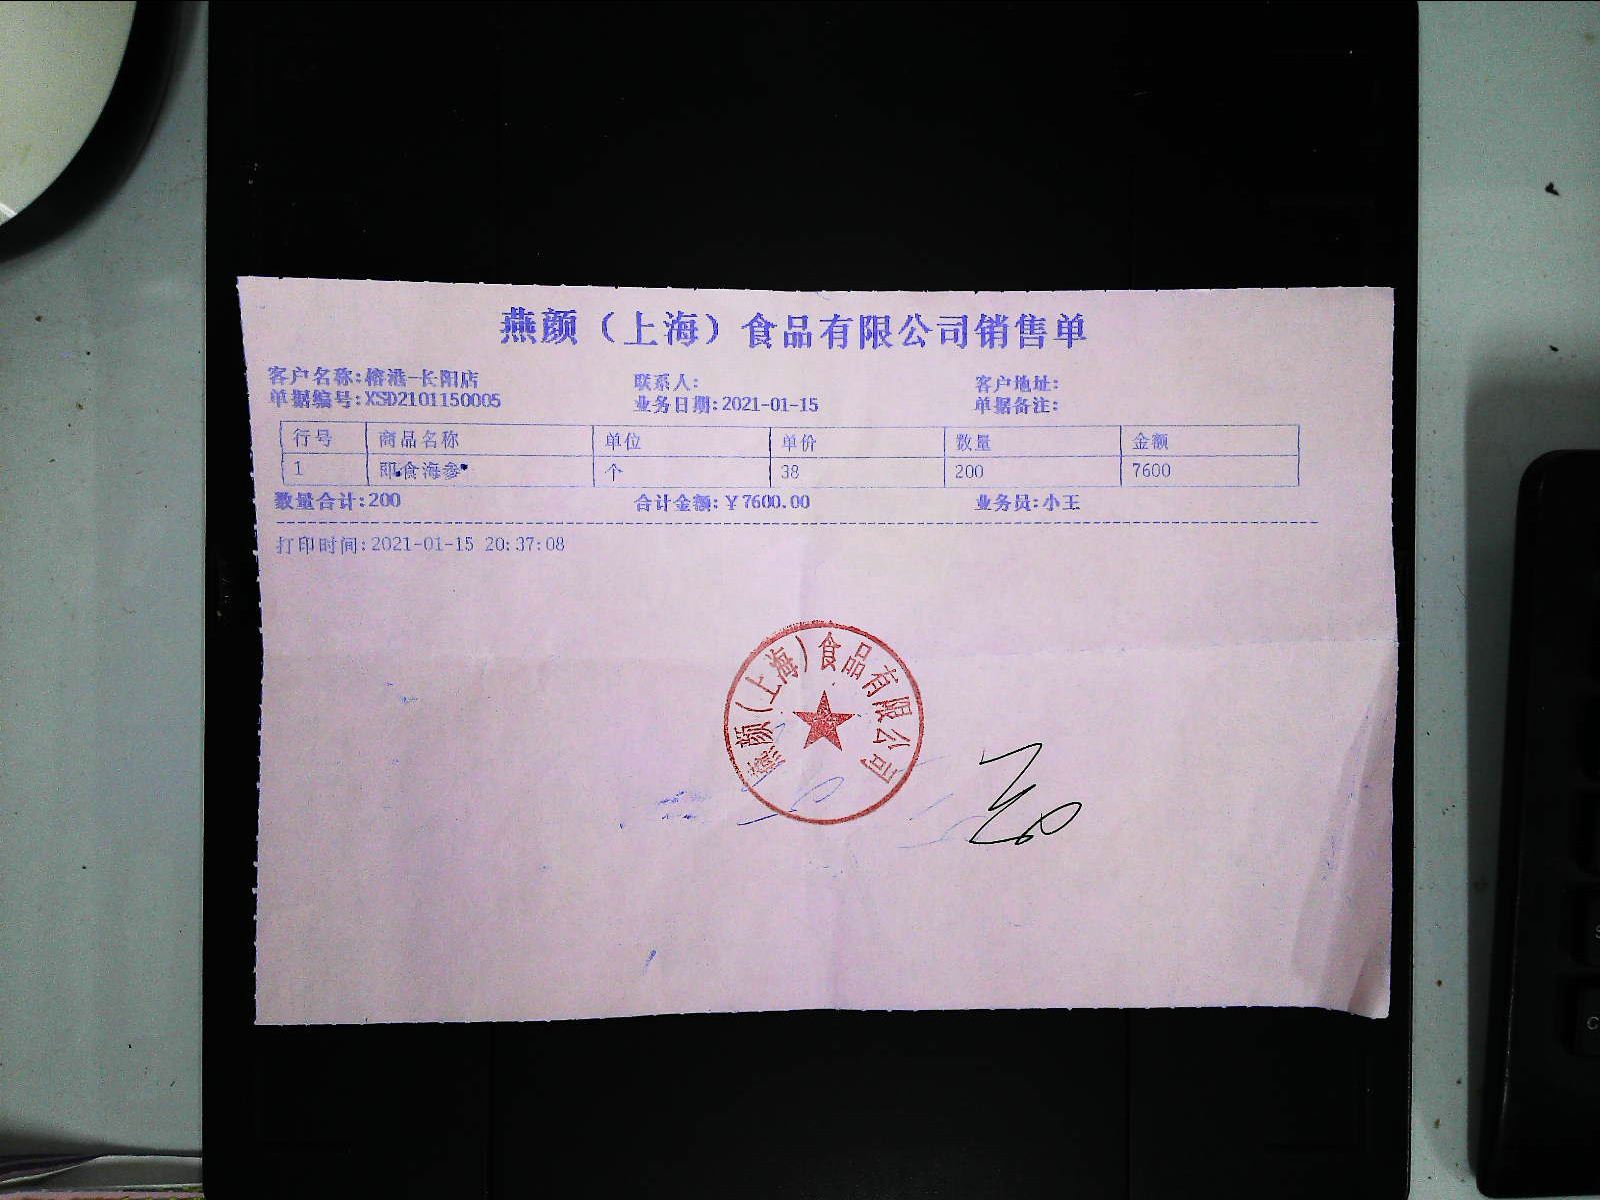 燕颜（上海）食品有限公司销售单
客户名称:榕港-长阳店 联系人: 客户地址:
单据编号:XSD2101150005 业务日期:2021-01-15 单据备注:
行号 商品名称 单位 单价 数量 金额
1 即食海参 个 38 200 7600
数量合计:200 合计金额:￥7600.00 业务员:小王
打印时间:2021-01-15 20:37:08
燕颜（上海）食品有限公司